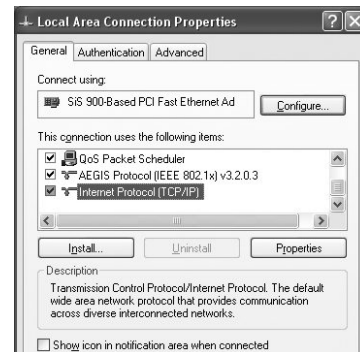 Local Area Connection Properties
General Authentication Advanced
Connect using:
SiS 900-Based PCI Fast Ethernet Ad Configure...
This connection uses the following items:
QoS Packet Scheduler
AEGIS Protocol (IEEE 802.1x) v3.2.0.3
Internet Protocol (TCP/IP)
Install... Uninstall Properties
Description
Transmission Control Protocol/Internet Protocol. The default
wide area network protocol that provides communication
across diverse interconnected networks.
Show icon in notification area when connected